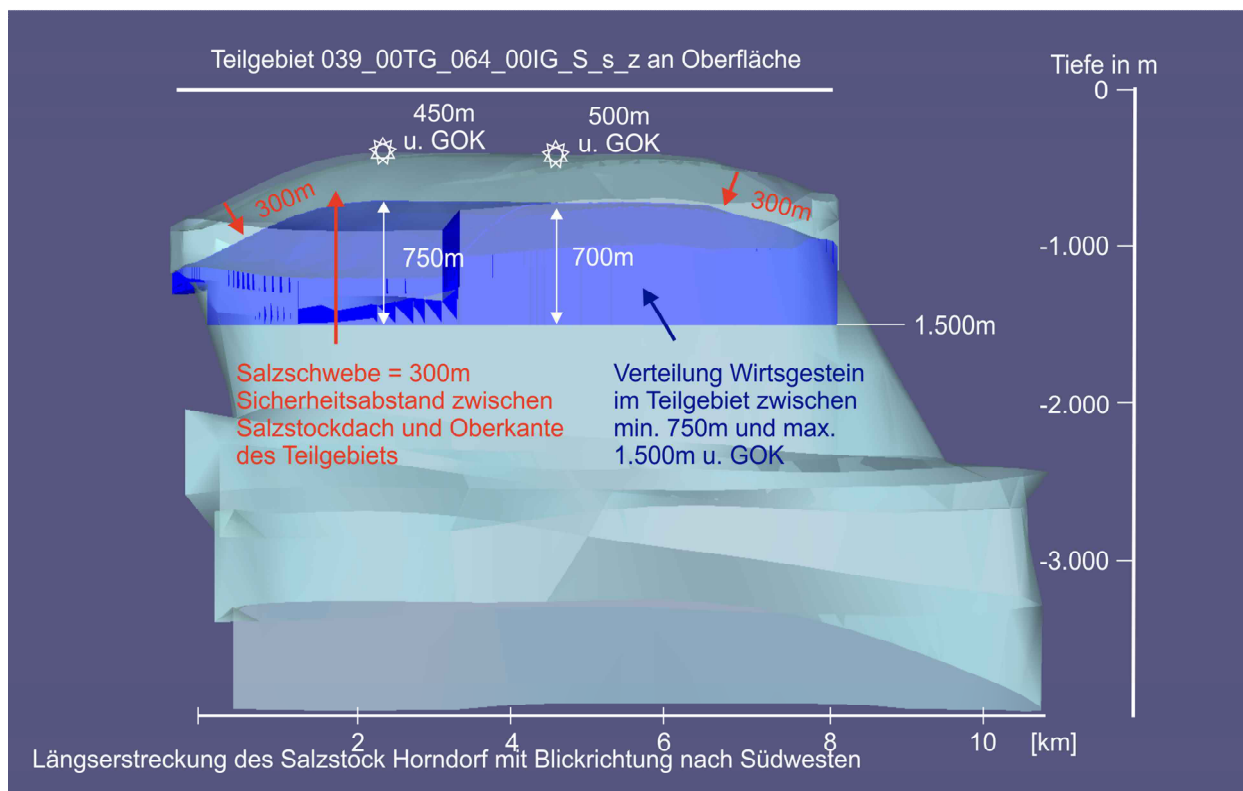 Teilgebiet 039_00TG_064_00IG_S_s_z an Oberfläche
Tiefe in m
0
450m
u. GOK
500m
u. GOK
300m
300m
750m
700m
-1.000
1.500m
Salzschwebe = 300m
Sicherheitsabstand zwischen
Salzstockdach und Oberkante
des Teilgebiets
Verteilung Wirtsgestein
im Teilgebiet zwischen
min. 750m und max.
1.500m u. GOK
-2.000
-3.000
2
4
6
8
10
[km]
Längserstreckung des Salzstock Horndorf mit Blickrichtung nach Südwesten